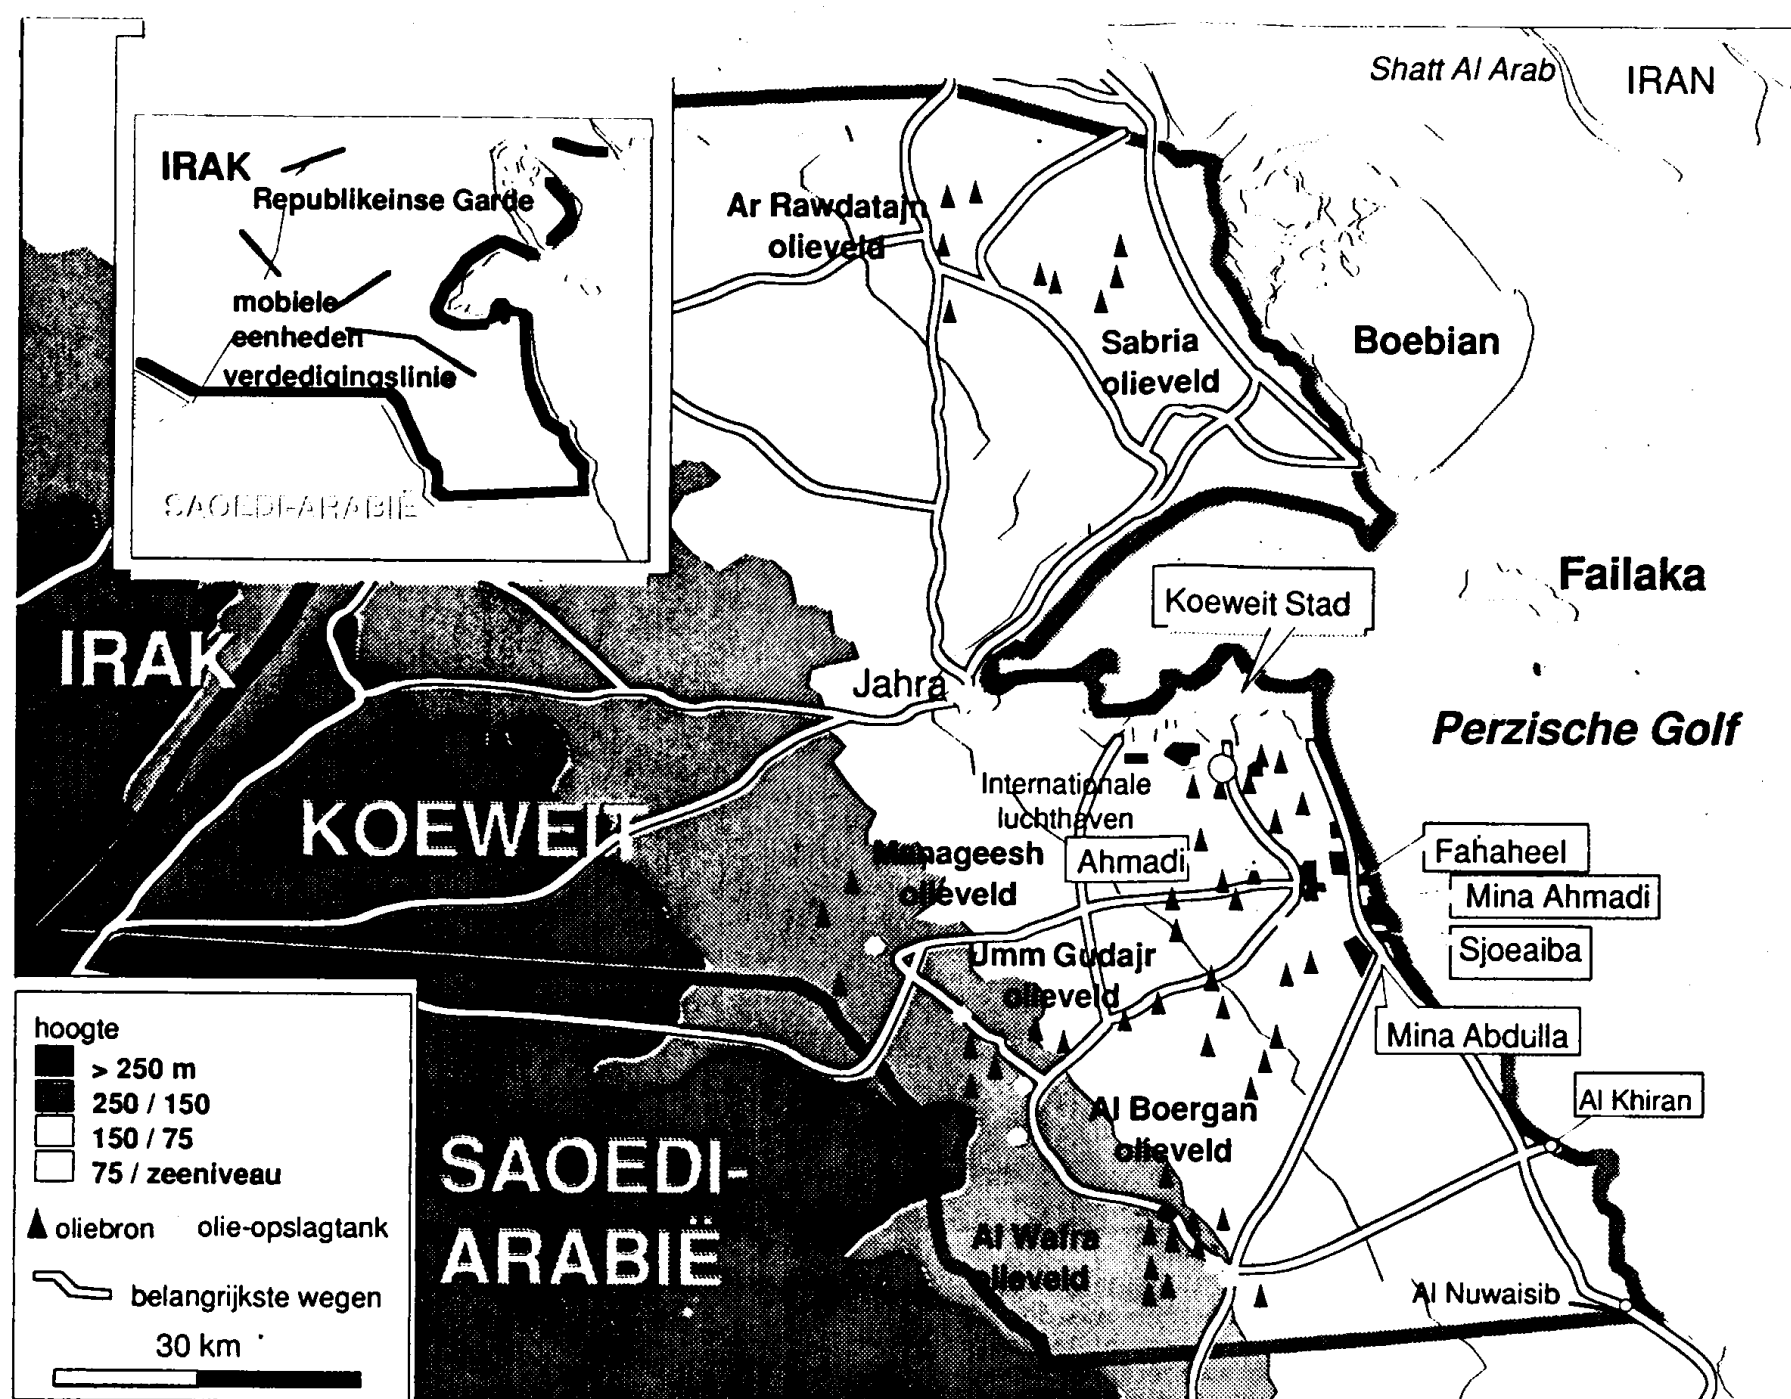 Shatt Al Arab
IRAN
IRAK
Republikeinse Garde
mobiele
eenheden
verdedigingslinie
SAOEDI-ARABIË
Ar Rawdatajn
olieveld
Sabria
olieveld
Boebian
Failaka
Koeweit Stad
IRAK
Jahra
Perzische Golf
KOEWEIT
Internationale
luchthaven
Manageesh
olieveld
Ahmadi
Fahaheel
Mina Ahmadi
Sjoeaiba
Umm Gudajr
olieveld
Mina Abdulla
Al Khiran
Al Boergan
olieveld
SAOEDI-
ARABIË
Al Wafra
olieveld
Al Nuwaisib
hoogte
> 250 m
250 / 150
150 / 75
75 / zeeniveau
oliebron olie-opslagtank
belangrijkste wegen
30 km